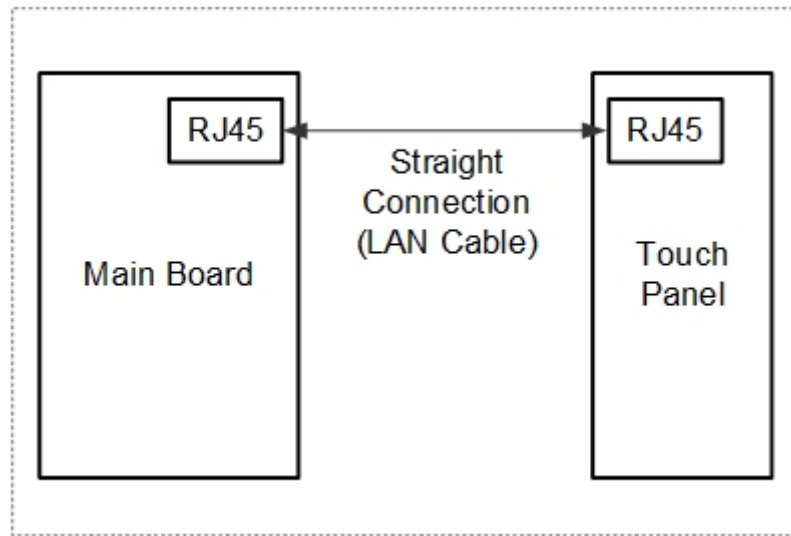 RJ45
RJ45
Straight
Connection
(LAN Cable)
Main Board
Touch
Panel